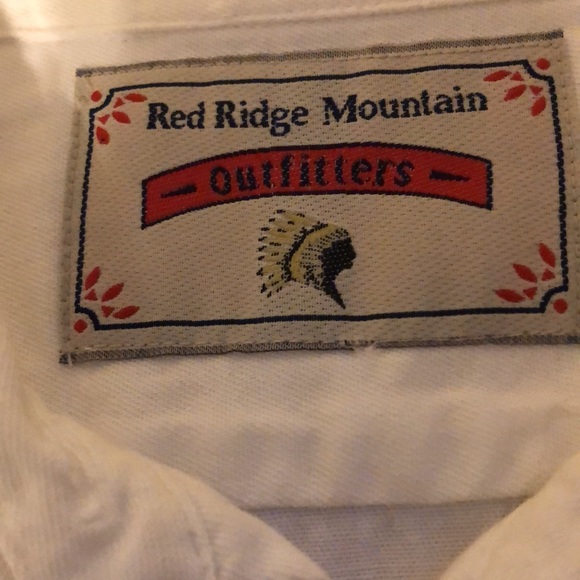 Red Ridge Mountain
- Outfitters -